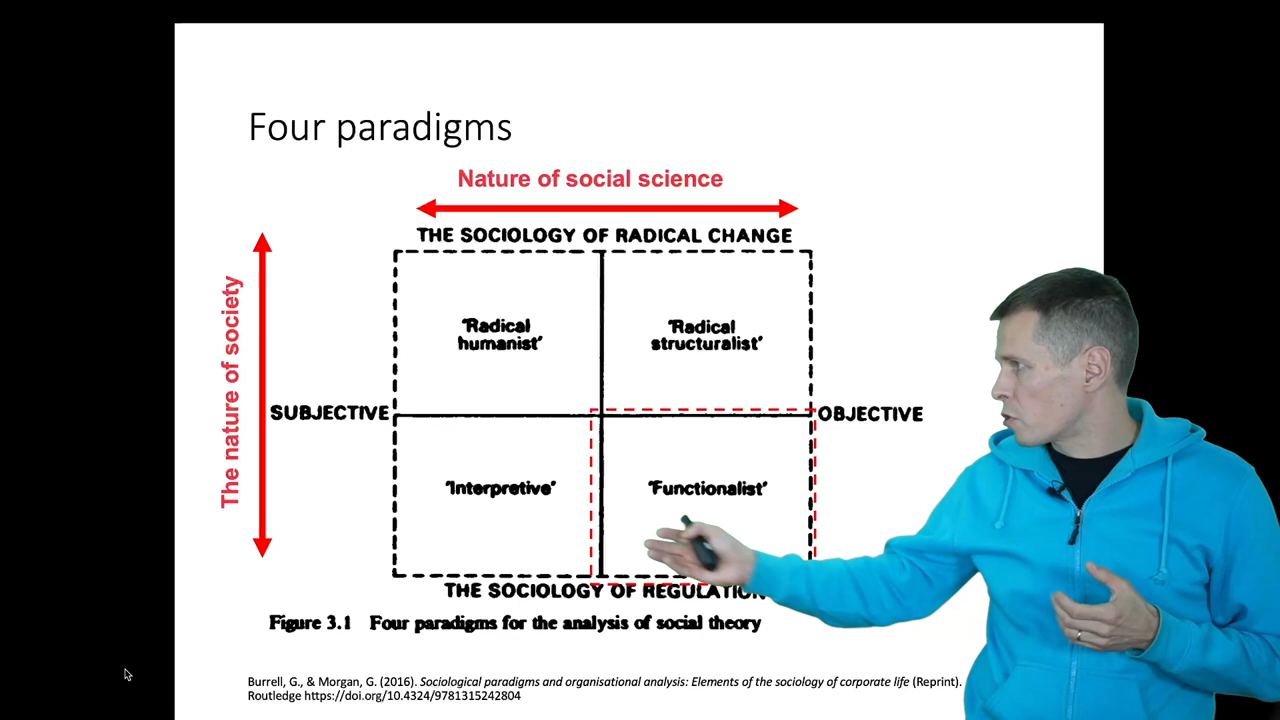 Four paradigms
Nature of social science
THE SOCIOLOGY OF RADICAL CHANGE
The nature of society
'Radical
humanist'
'Radical
structuralist'
SUBJECTIVE
OBJECTIVE
'Interpretive'
'Functionalist'
THE SOCIOLOGY OF REGULATION
Figure 3.1 Four paradigms for the analysis of social theory
Burrell, G., & Morgan, G. (2016). Sociological paradigms and organisational analysis: Elements of the sociology of corporate life (Reprint).
Routledge https://doi.org/10.4324/9781315242804